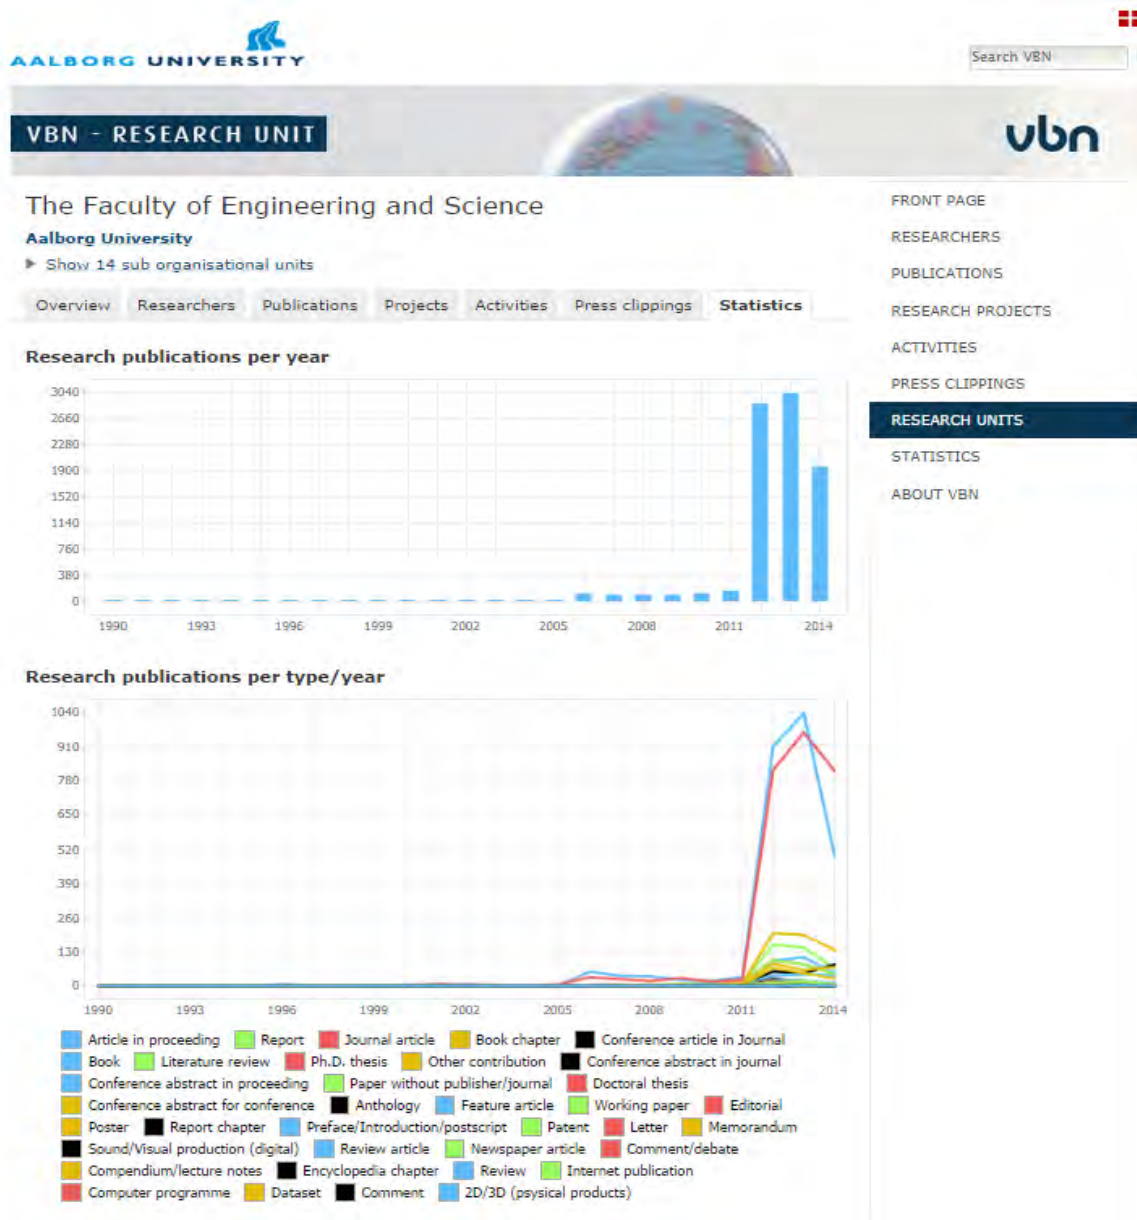 AALBORG UNIVERSITY
Search VBN
VBN - RESEARCH UNIT
vbn
The Faculty of Engineering and Science
Aalborg University
Show 14 sub organisational units
Overview Researchers Publications Projects Activities Press clippings Statistics
FRONT PAGE
RESEARCHERS
PUBLICATIONS
RESEARCH PROJECTS
ACTIVITIES
PRESS CLIPPINGS
RESEARCH UNITS
STATISTICS
ABOUT VBN
Research publications per year
3040
2660
2280
1900
1520
1140
760
380
0
1990 1993 1996 1999 2002 2005 2008 2011 2014
Research publications per type/year
1040
910
780
650
520
390
260
130
0
1990 1993 1996 1999 2002 2005 2008 2011 2014
Article in proceeding Report Journal article Book chapter Conference article in Journal
Book Literature review Ph.D. thesis Other contribution Conference abstract in journal
Conference abstract in proceeding Paper without publisher/journal Doctoral thesis
Conference abstract for conference Anthology Feature article Working paper Editorial
Poster Report chapter Preface/Introduction/postscript Patent Letter Memorandum
Sound/Visual production (digital) Review article Newspaper article Comment/debate
Compendium/lecture notes Encyclopedia chapter Review Internet publication
Computer programme Dataset Comment 2D/3D (psysical products)